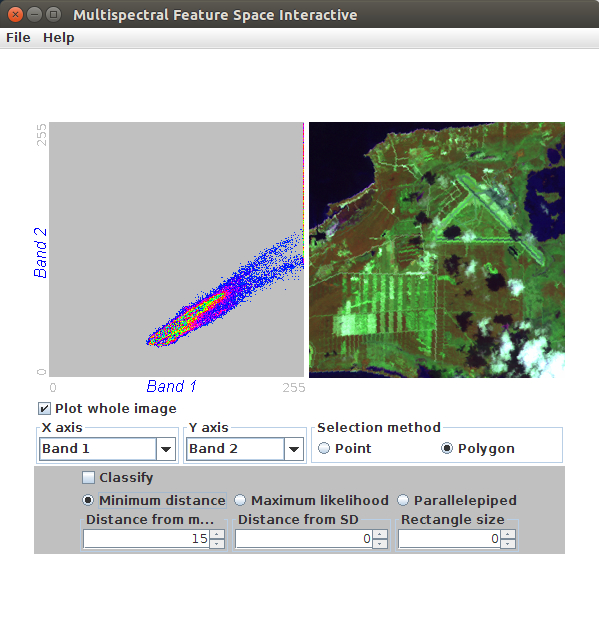 Multispectral Feature Space Interactive
File Help
255
Band 2
0
0 Band 1 255
Plot whole image
X axis Y axis Selection method
Band 1 Band 2 Point Polygon
Classify
Minimum distance Maximum likelihood Parallelepiped
Distance from m... Distance from SD Rectangle size
15 0 0